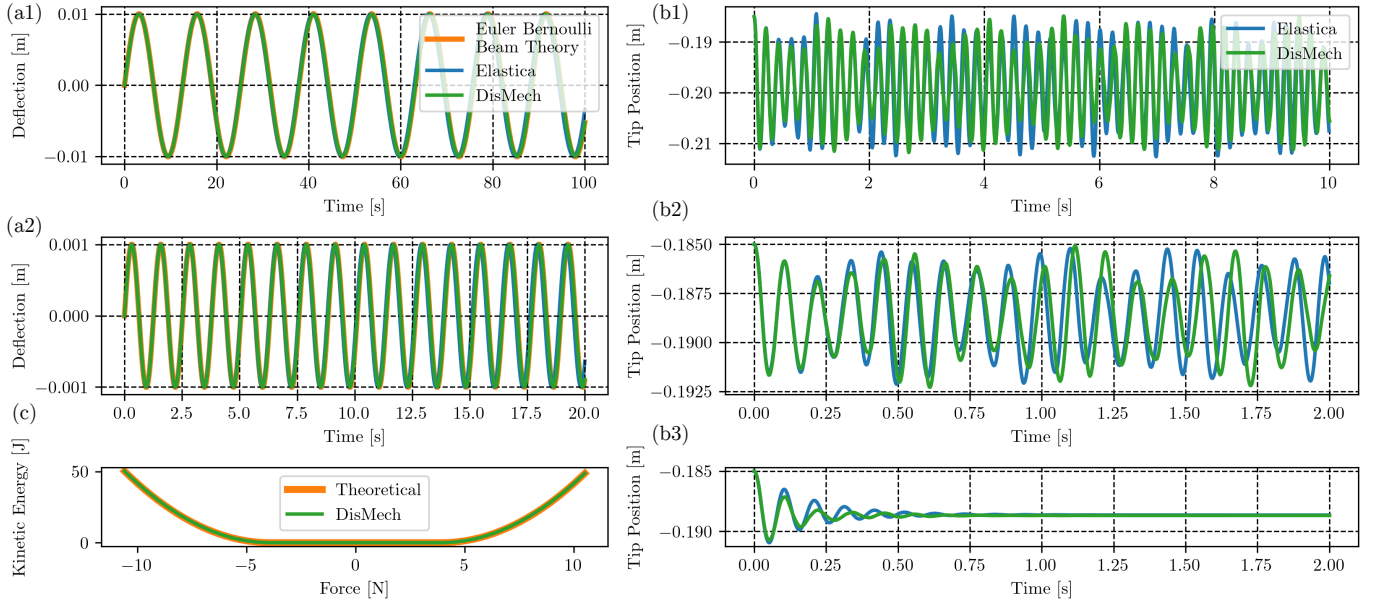 (a1)
Deflection [m]
0.01
0.00
−0.01
0 20 40 60 80 100
Time [s]
Euler Bernoulli
Beam Theory
Elastica
DisMech
(b1)
Tip Position [m]
−0.19
−0.20
−0.21
0 2 4 6 8 10
Time [s]
Elastica
DisMech
(a2)
Deflection [m]
0.001
0.000
−0.001
0.0 2.5 5.0 7.5 10.0 12.5 15.0 17.5 20.0
Time [s]
(b2)
Tip Position [m]
−0.1850
−0.1875
−0.1900
−0.1925
0.00 0.25 0.50 0.75 1.00 1.25 1.50 1.75 2.00
Time [s]
(c)
Kinetic Energy [J]
50
0
−10 −5 0 5 10
Force [N]
Theoretical
DisMech
(b3)
Tip Position [m]
−0.185
−0.190
0.00 0.25 0.50 0.75 1.00 1.25 1.50 1.75 2.00
Time [s]